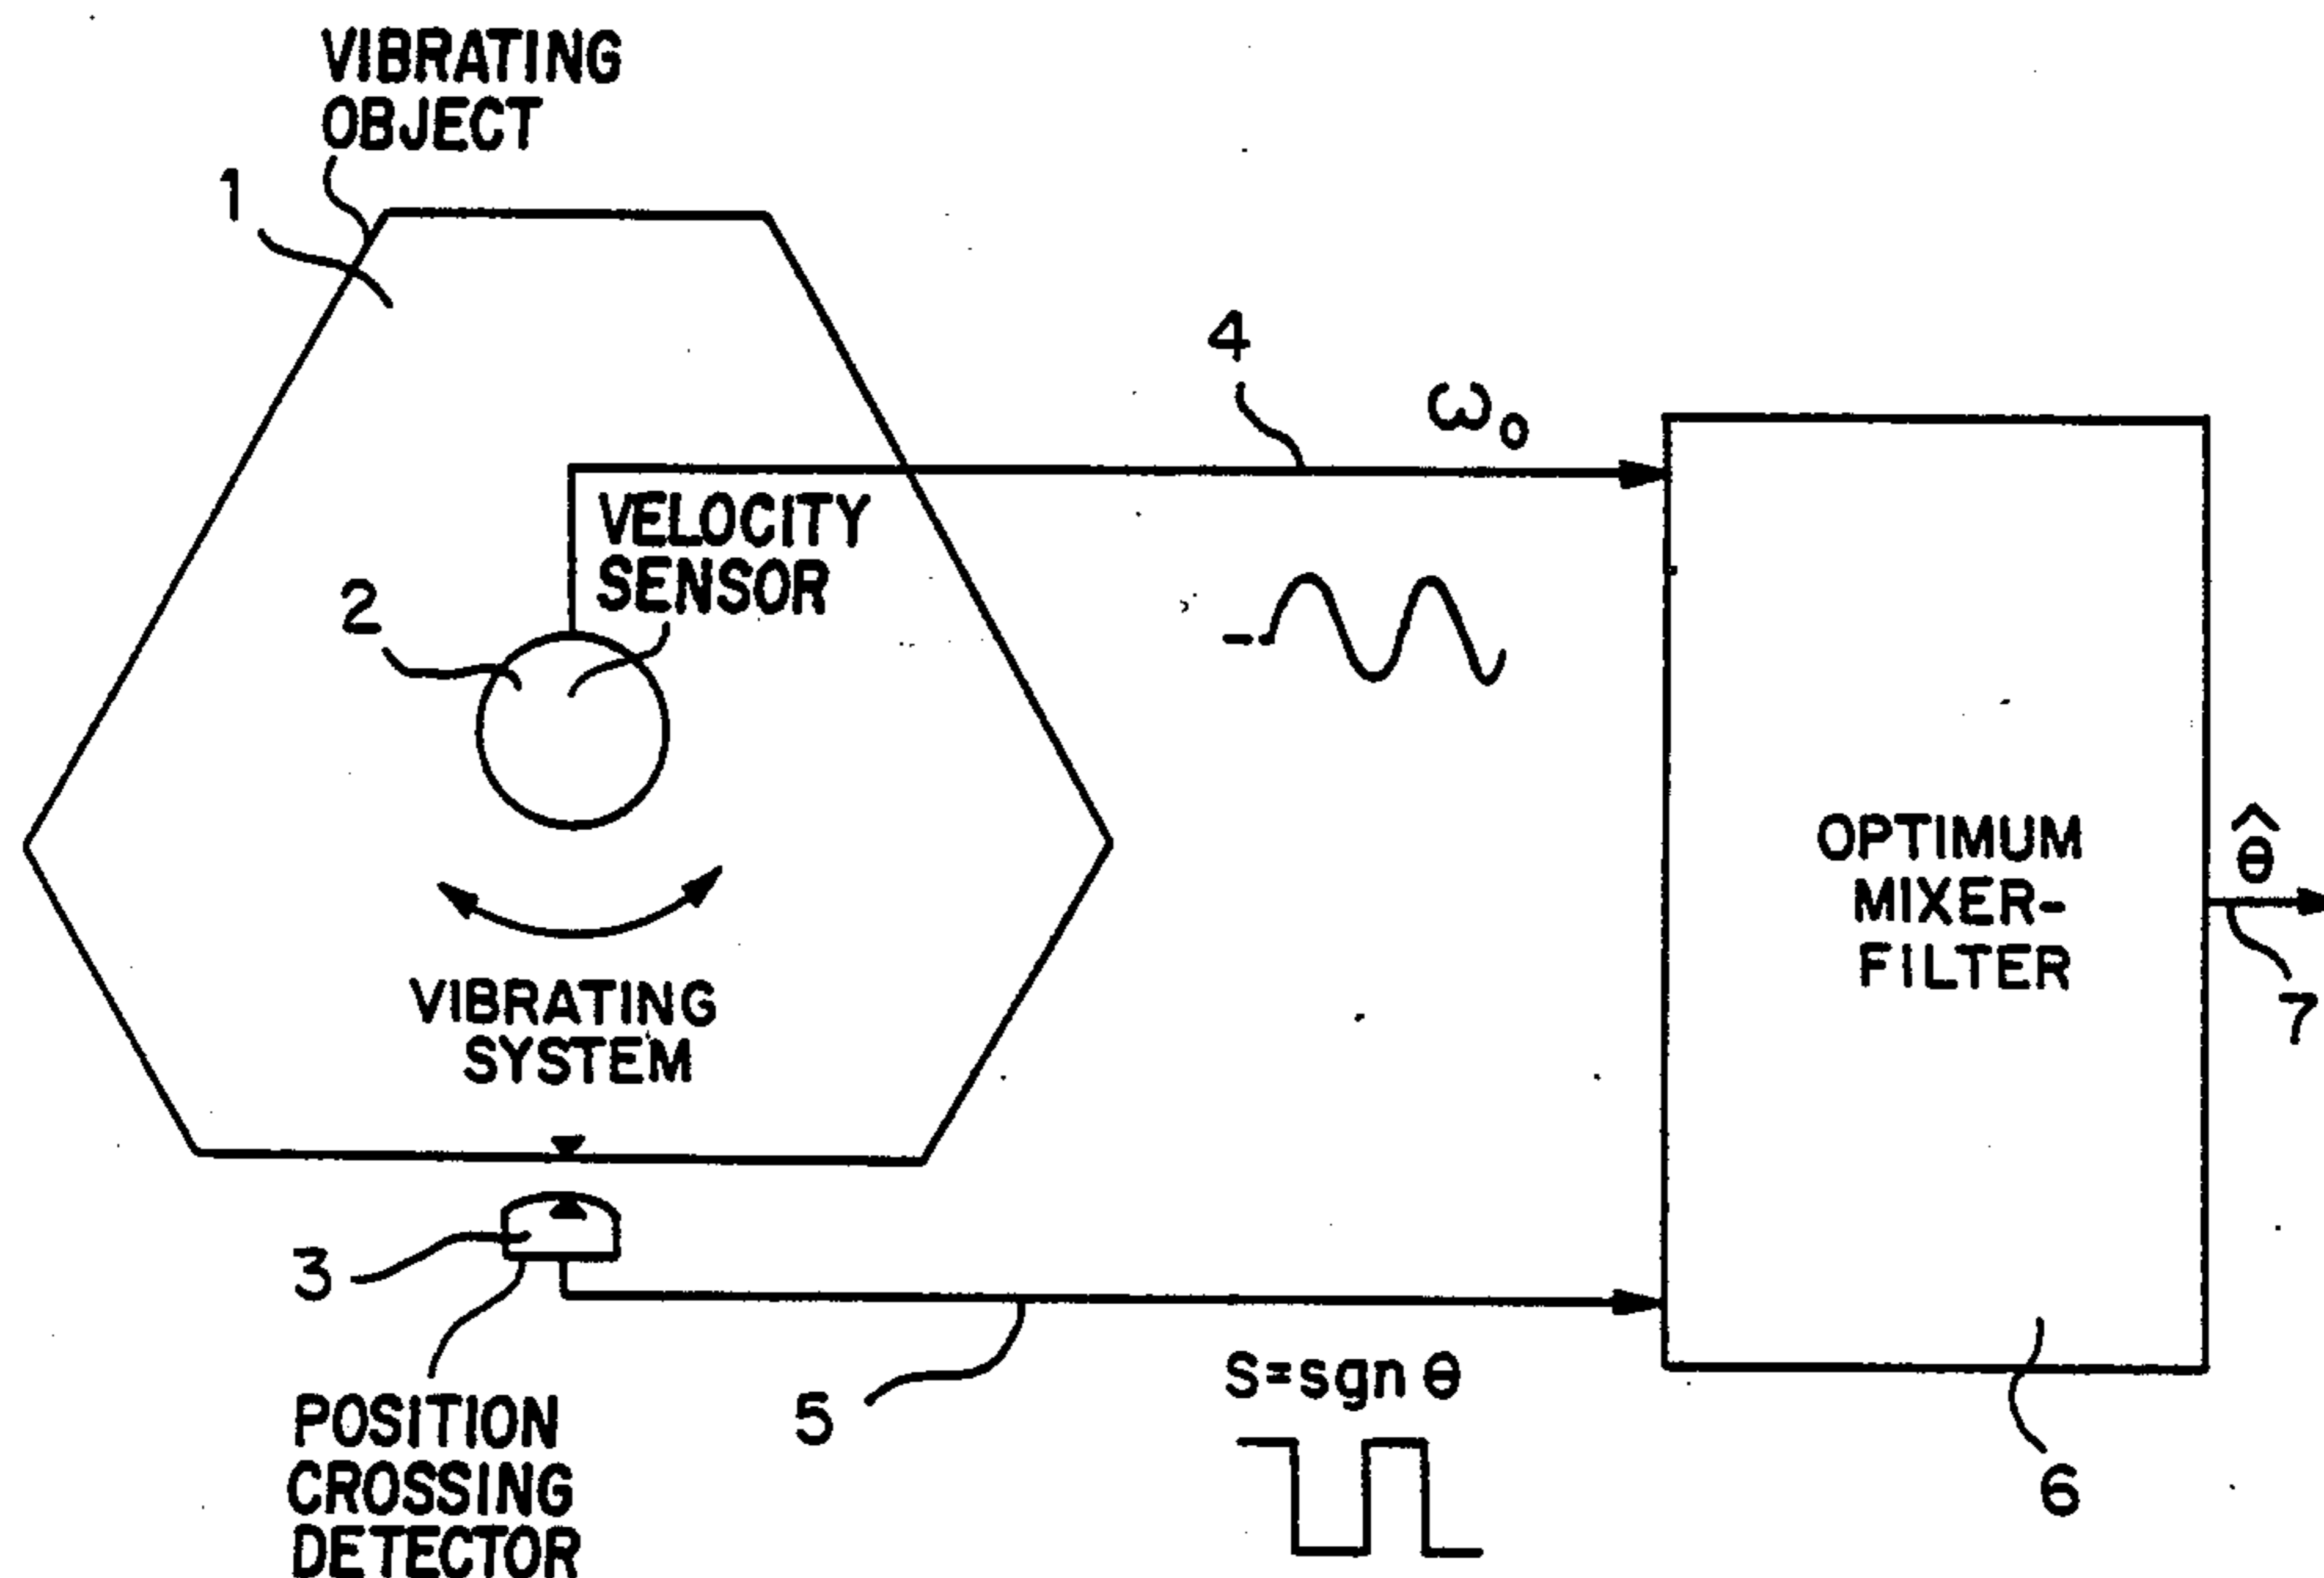 VIBRATING
OBJECT
1
4
ω₀
VELOCITY
SENSOR
2
OPTIMUM
MIXER-
FILTER
θ̂
7
VIBRATING
SYSTEM
3
S=sgn θ
5
6
POSITION
CROSSING
DETECTOR